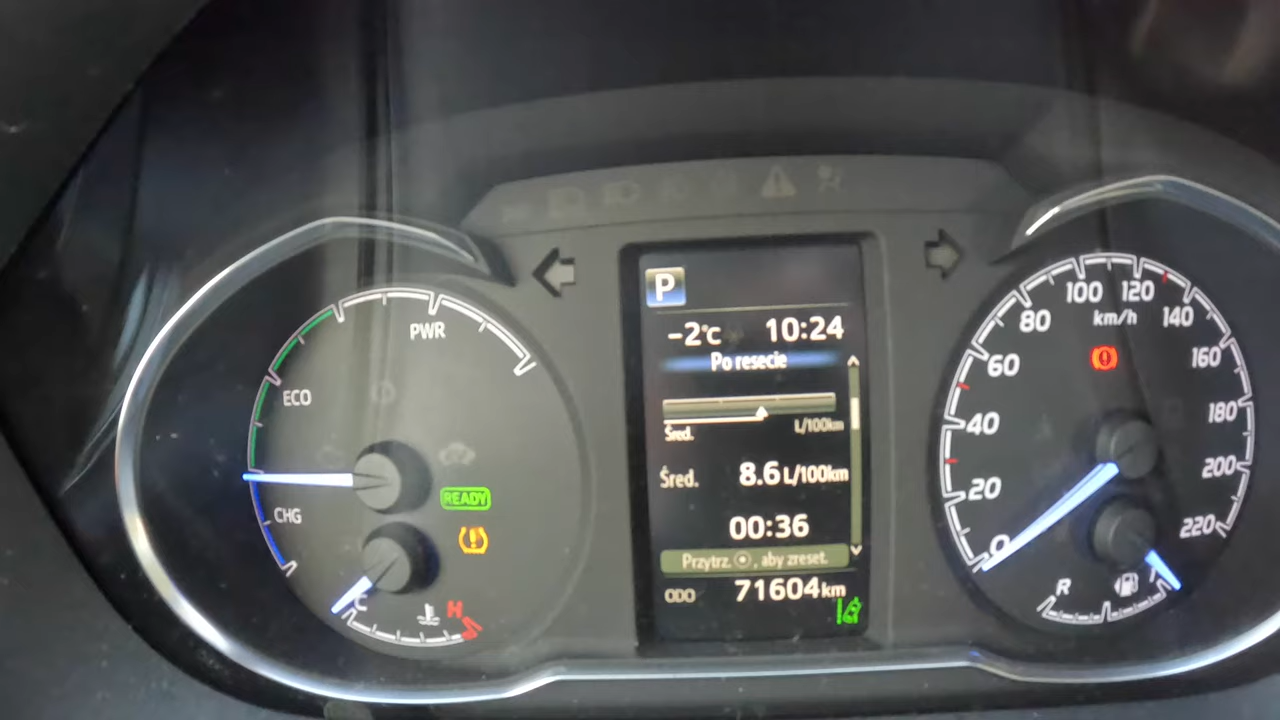 PWR
ECO
CHG
READY
C
H
P
-2°C 10:24
Po resecie
Śred. L/100km
Śred. 8.6 L/100km
00:36
Przytrz. ⦿, aby zreset.
ODO 71604 km
0
20
40
60
80
100
120
140
160
180
200
220
km/h
R